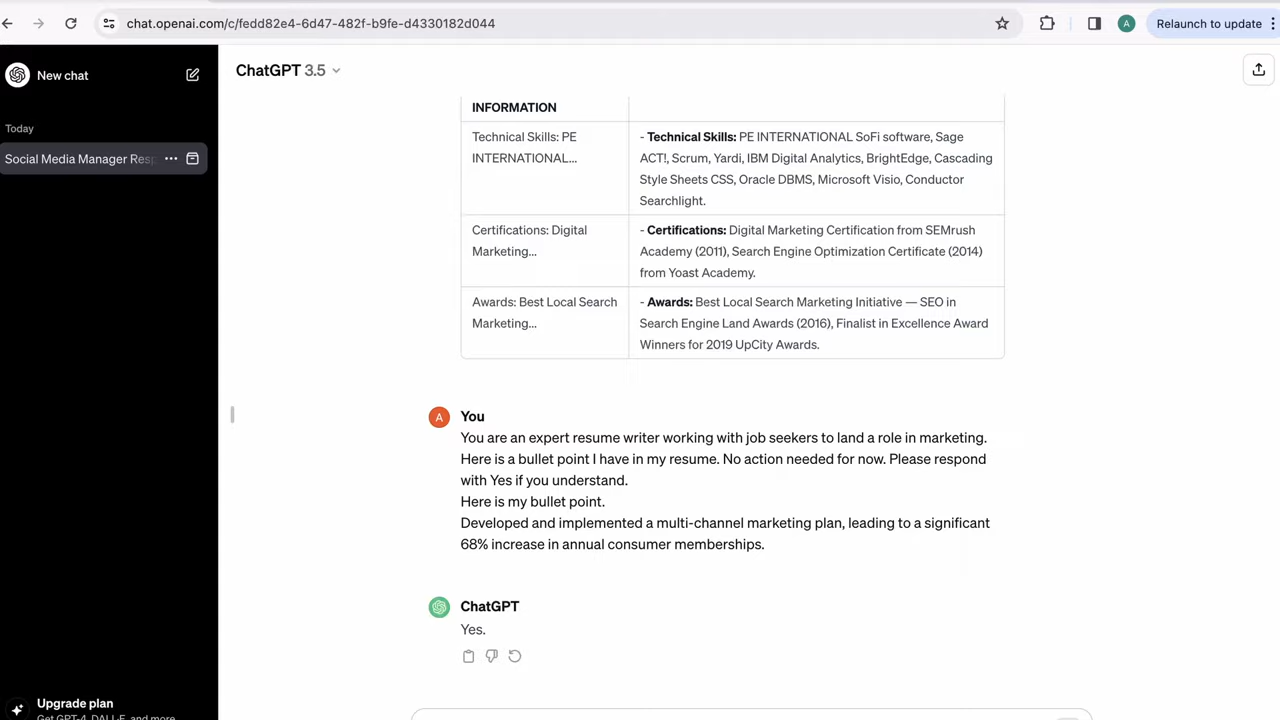 chat.openai.com/c/fedd82e4-6d47-482f-b9fe-d4330182d044
A
Relaunch to update
New chat
ChatGPT 3.5
Today
Social Media Manager Resp
INFORMATION
Technical Skills: PE
INTERNATIONAL...
- Technical Skills: PE INTERNATIONAL SoFi software, Sage
ACT!, Scrum, Yardi, IBM Digital Analytics, BrightEdge, Cascading
Style Sheets CSS, Oracle DBMS, Microsoft Visio, Conductor
Searchlight.
Certifications: Digital
Marketing...
- Certifications: Digital Marketing Certification from SEMrush
Academy (2011), Search Engine Optimization Certificate (2014)
from Yoast Academy.
Awards: Best Local Search
Marketing...
- Awards: Best Local Search Marketing Initiative — SEO in
Search Engine Land Awards (2016), Finalist in Excellence Award
Winners for 2019 UpCity Awards.
A
You
You are an expert resume writer working with job seekers to land a role in marketing.
Here is a bullet point I have in my resume. No action needed for now. Please respond
with Yes if you understand.
Here is my bullet point.
Developed and implemented a multi-channel marketing plan, leading to a significant
68% increase in annual consumer memberships.
ChatGPT
Yes.
Upgrade plan
Get GPT-4, DALL·E, and more